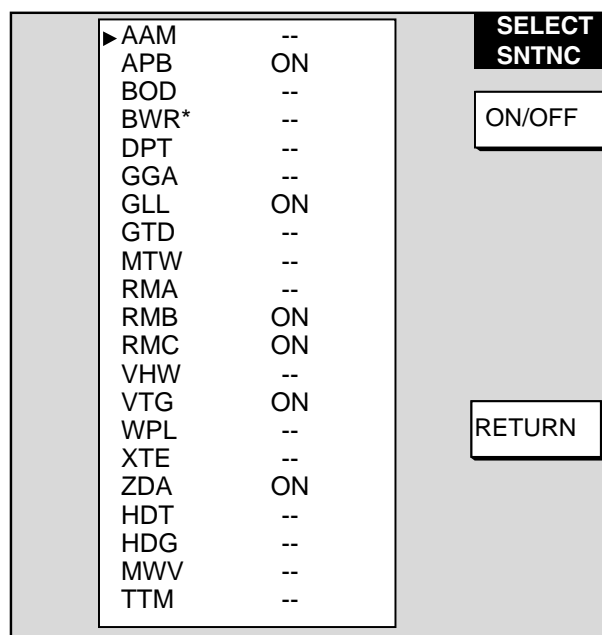 ►AAM --
APB ON
BOD --
BWR* --
DPT --
GGA --
GLL ON
GTD --
MTW --
RMA --
RMB ON
RMC ON
VHW --
VTG ON
WPL --
XTE --
ZDA ON
HDT --
HDG --
MWV --
TTM --
SELECT
SNTNC
ON/OFF
RETURN